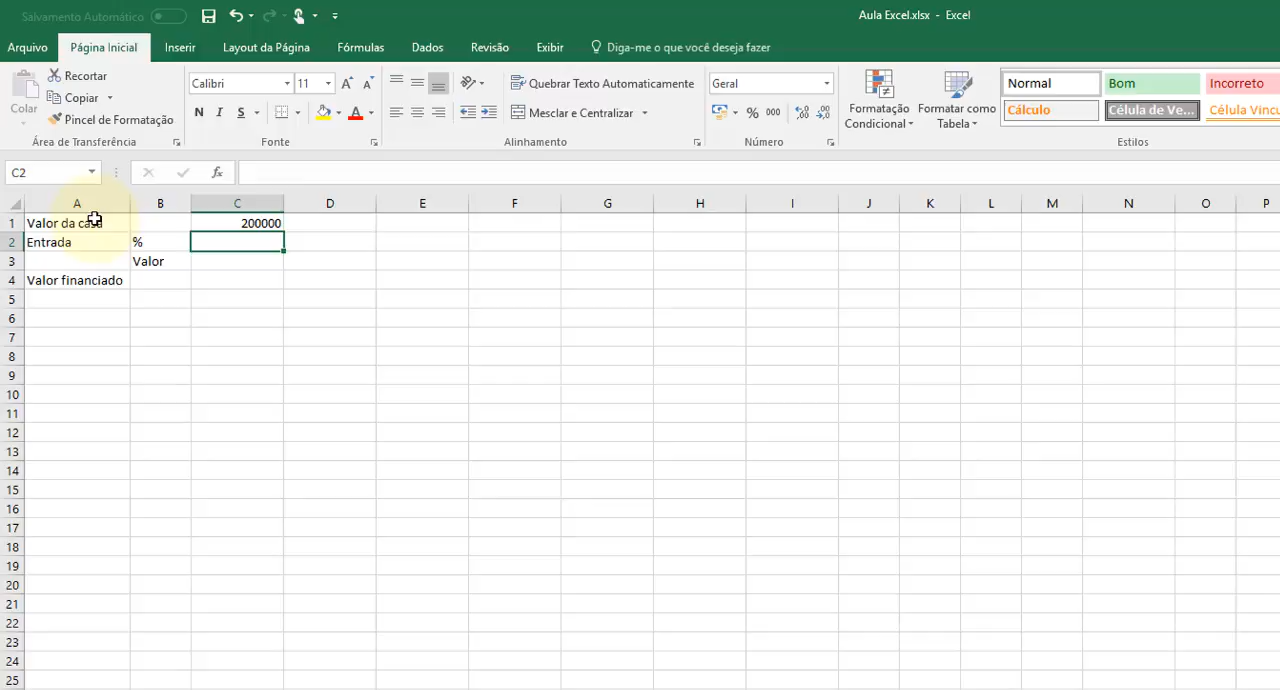 Salvamento Automático
Aula Excel.xlsx - Excel
Arquivo Página Inicial Inserir Layout da Página Fórmulas Dados Revisão Exibir Diga-me o que você deseja fazer
Colar
Recortar
Copiar
Pincel de Formatação
Área de Transferência
Calibri 11
N I S
Fonte
Quebrar Texto Automaticamente
Mesclar e Centralizar
Alinhamento
Geral
% 000
Número
Formatação Condicional
Formatar como Tabela
Normal Bom Incorreto
Cálculo Célula de Ve...
Estilos
C2 fx
A B C D E F G H I J K L M N O P
1 Valor da casa 200000
2 Entrada %
3 Valor
4 Valor financiado
5
6
7
8
9
10
11
12
13
14
15
16
17
18
19
20
21
22
23
24
25